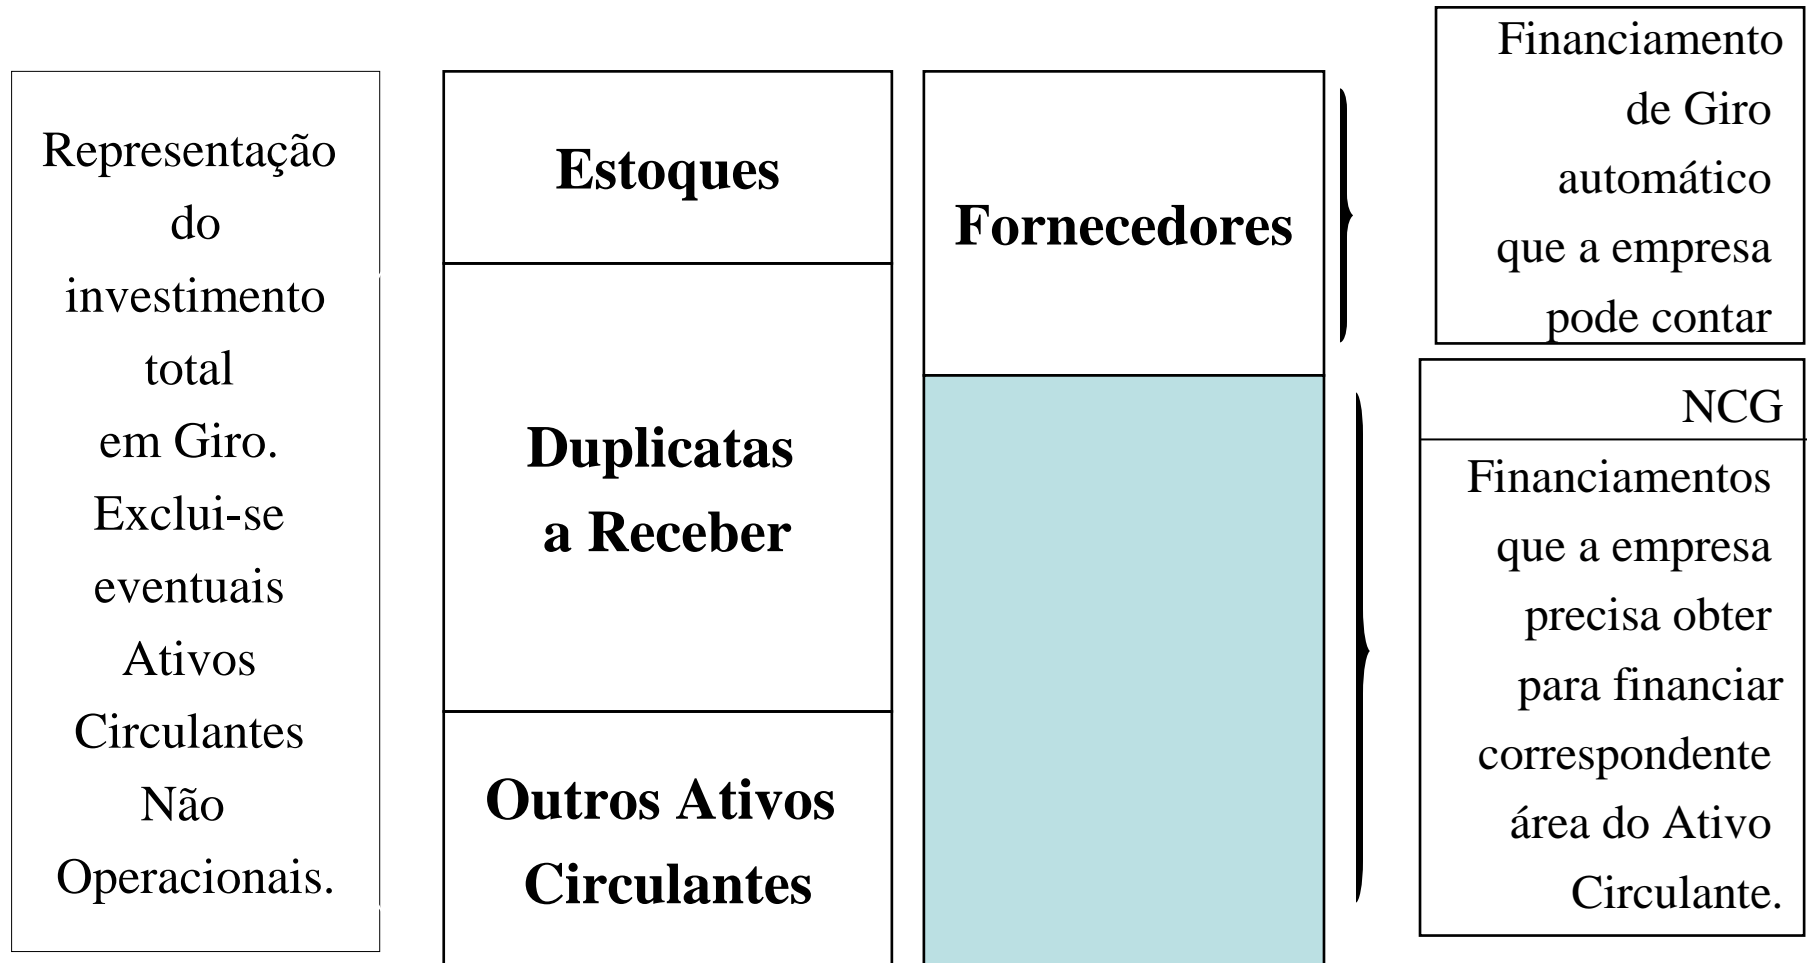 Representação
do
investimento
total
em Giro.
Exclui-se
eventuais
Ativos
Circulantes
Não
Operacionais.
Estoques
Duplicatas
a Receber
Outros Ativos
Circulantes
Fornecedores
Financiamento
de Giro
automático
que a empresa
pode contar
NCG
Financiamentos
que a empresa
precisa obter
para financiar
correspondente
área do Ativo
Circulante.